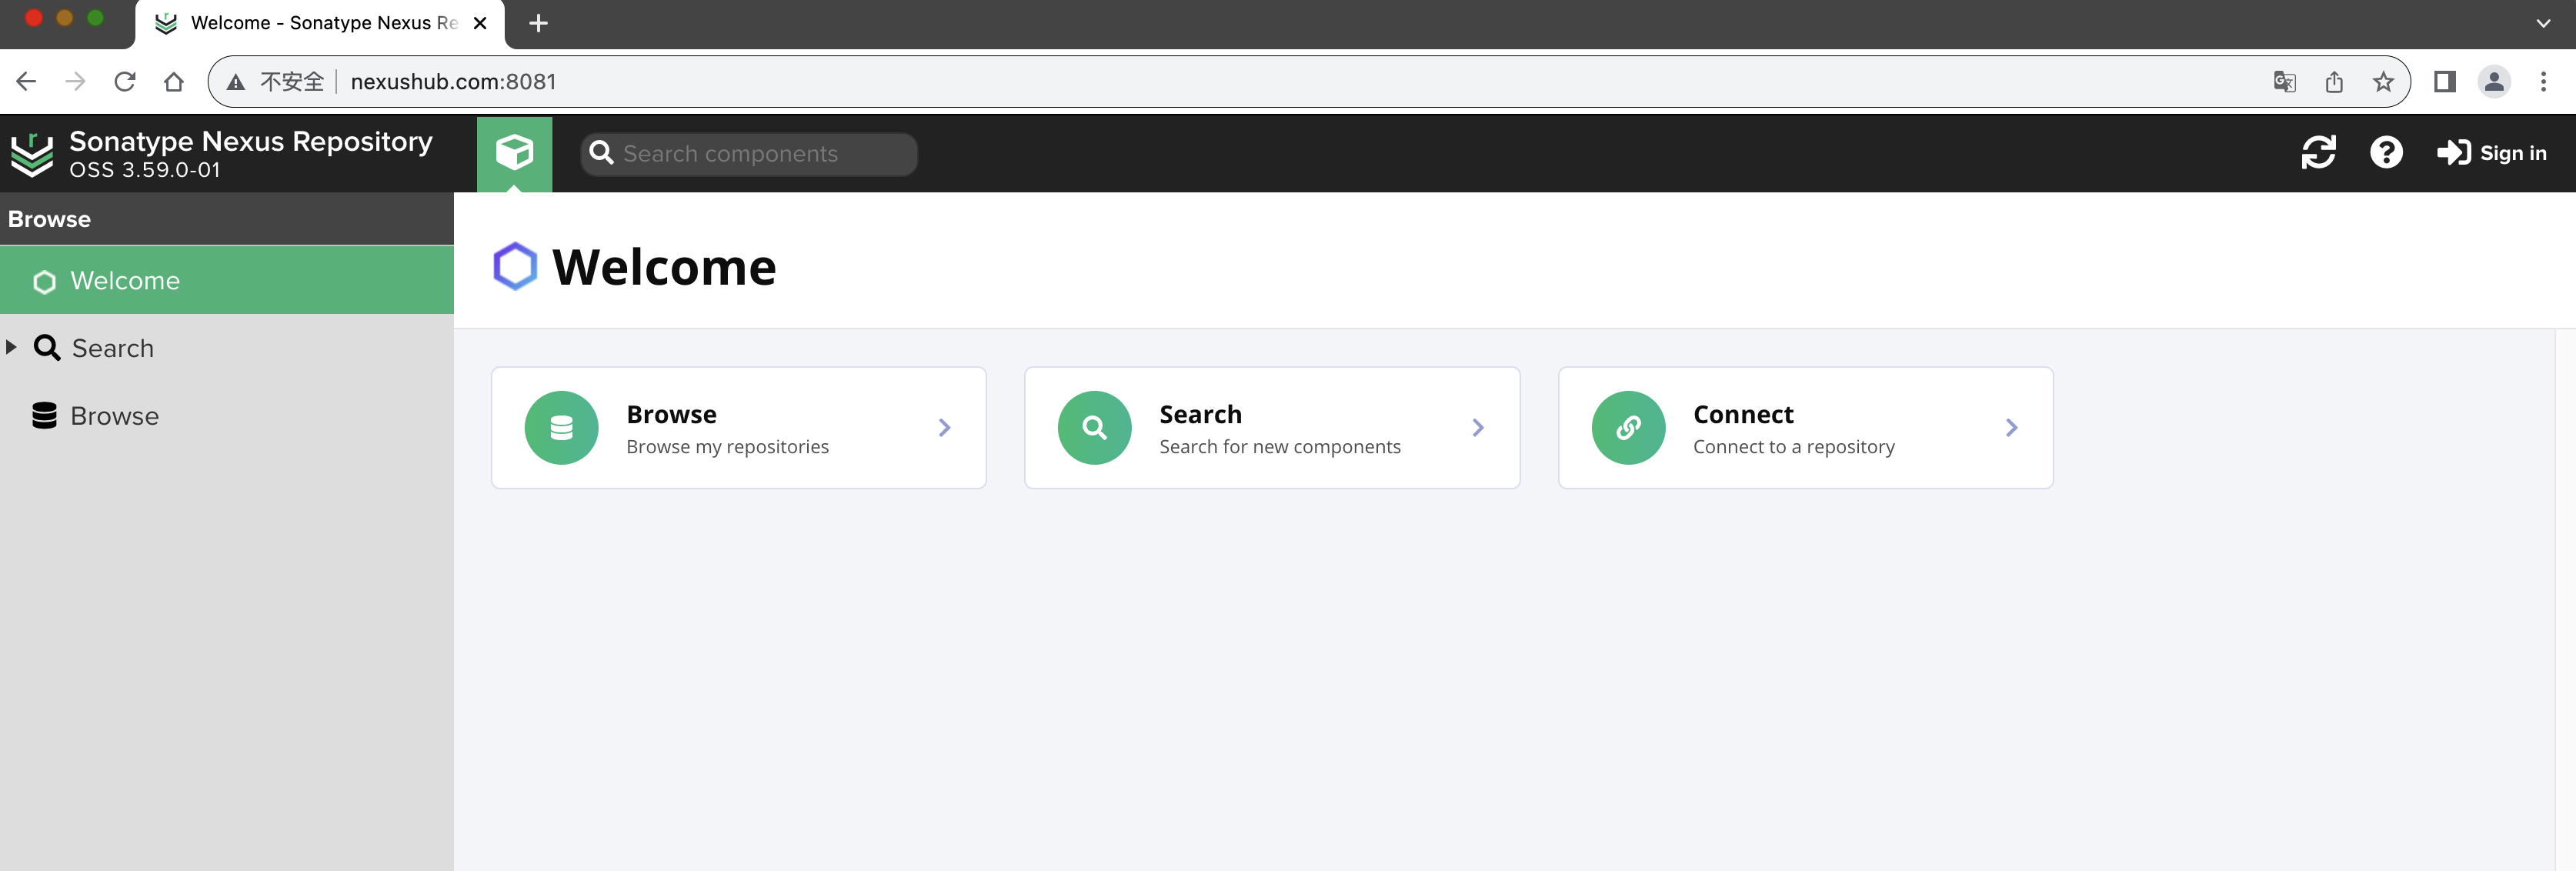 Welcome - Sonatype Nexus Re
不安全 nexushub.com:8081
Sonatype Nexus Repository
OSS 3.59.0-01
Search components
Sign in
Browse
Welcome
Search
Browse
Welcome
Browse
Browse my repositories
Search
Search for new components
Connect
Connect to a repository